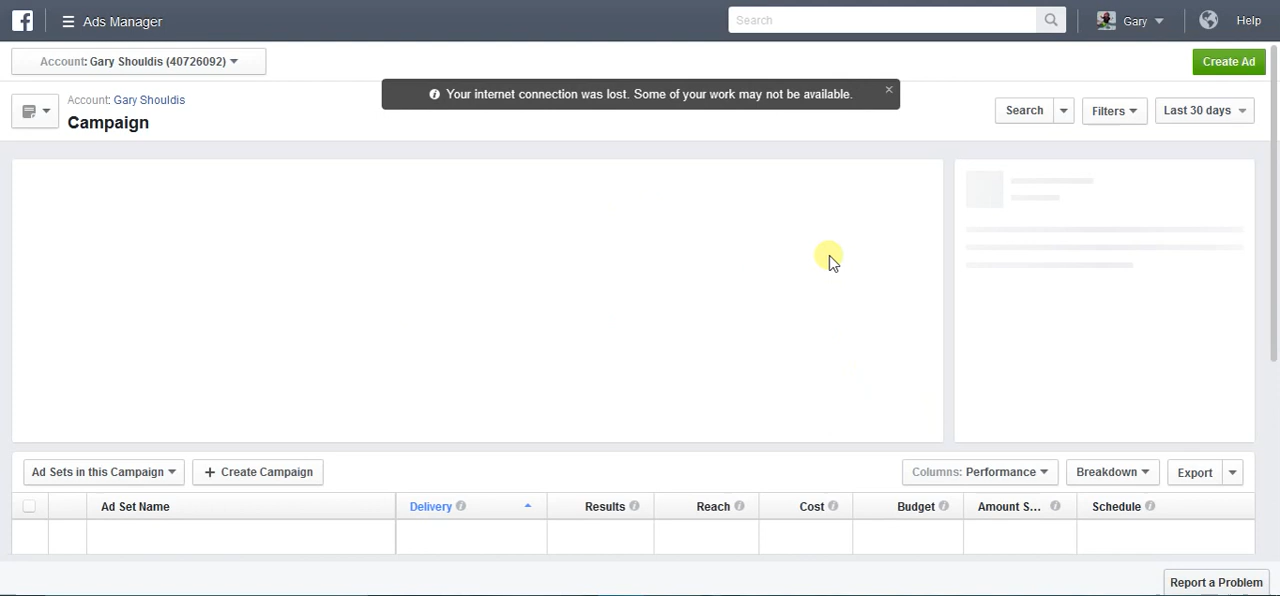 f
Ads Manager
Search
Gary
Help
Account: Gary Shouldis (40726092)
Create Ad
Your internet connection was lost. Some of your work may not be available.
Account: Gary Shouldis
Campaign
Search
Filters
Last 30 days
Ad Sets in this Campaign
+ Create Campaign
Columns: Performance
Breakdown
Export
Ad Set Name
Delivery
Results
Reach
Cost
Budget
Amount S...
Schedule
Report a Problem